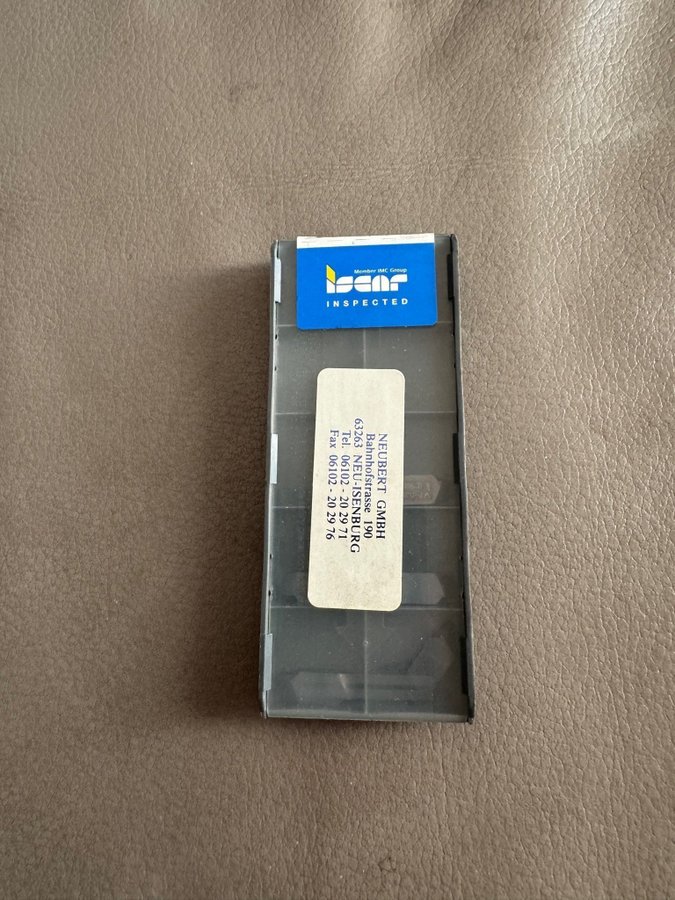 Member IMC Group
iscar
INSPECTED
NEUBERT GMBH
Bahnhofstrasse 190
63263 NEU-ISENBURG
Tel. 06102 - 20 29 71
Fax 06102 - 20 29 76